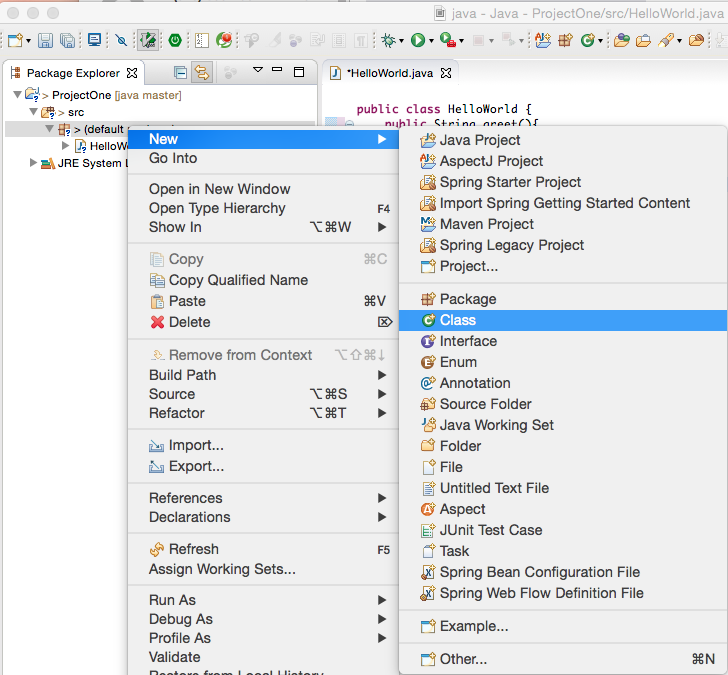 java - Java - ProjectOne/src/HelloWorld.java
Package Explorer
> ProjectOne [java master]
> src
> (default
HelloW
JRE System L
*HelloWorld.java
public class HelloWorld {
public String greet(){
New
Go Into
Open in New Window
Open Type Hierarchy F4
Show In ⌥⌘W
Copy ⌘C
Copy Qualified Name
Paste ⌘V
Delete ⌦
Remove from Context ⌥⇧⌘↓
Build Path
Source ⌥⌘S
Refactor ⌥⌘T
Import...
Export...
References
Declarations
Refresh F5
Assign Working Sets...
Run As
Debug As
Profile As
Validate
Restore from Local History
Java Project
AspectJ Project
Spring Starter Project
Import Spring Getting Started Content
Maven Project
Spring Legacy Project
Project...
Package
Class
Interface
Enum
Annotation
Source Folder
Java Working Set
Folder
File
Untitled Text File
Aspect
JUnit Test Case
Task
Spring Bean Configuration File
Spring Web Flow Definition File
Example...
Other... ⌘N